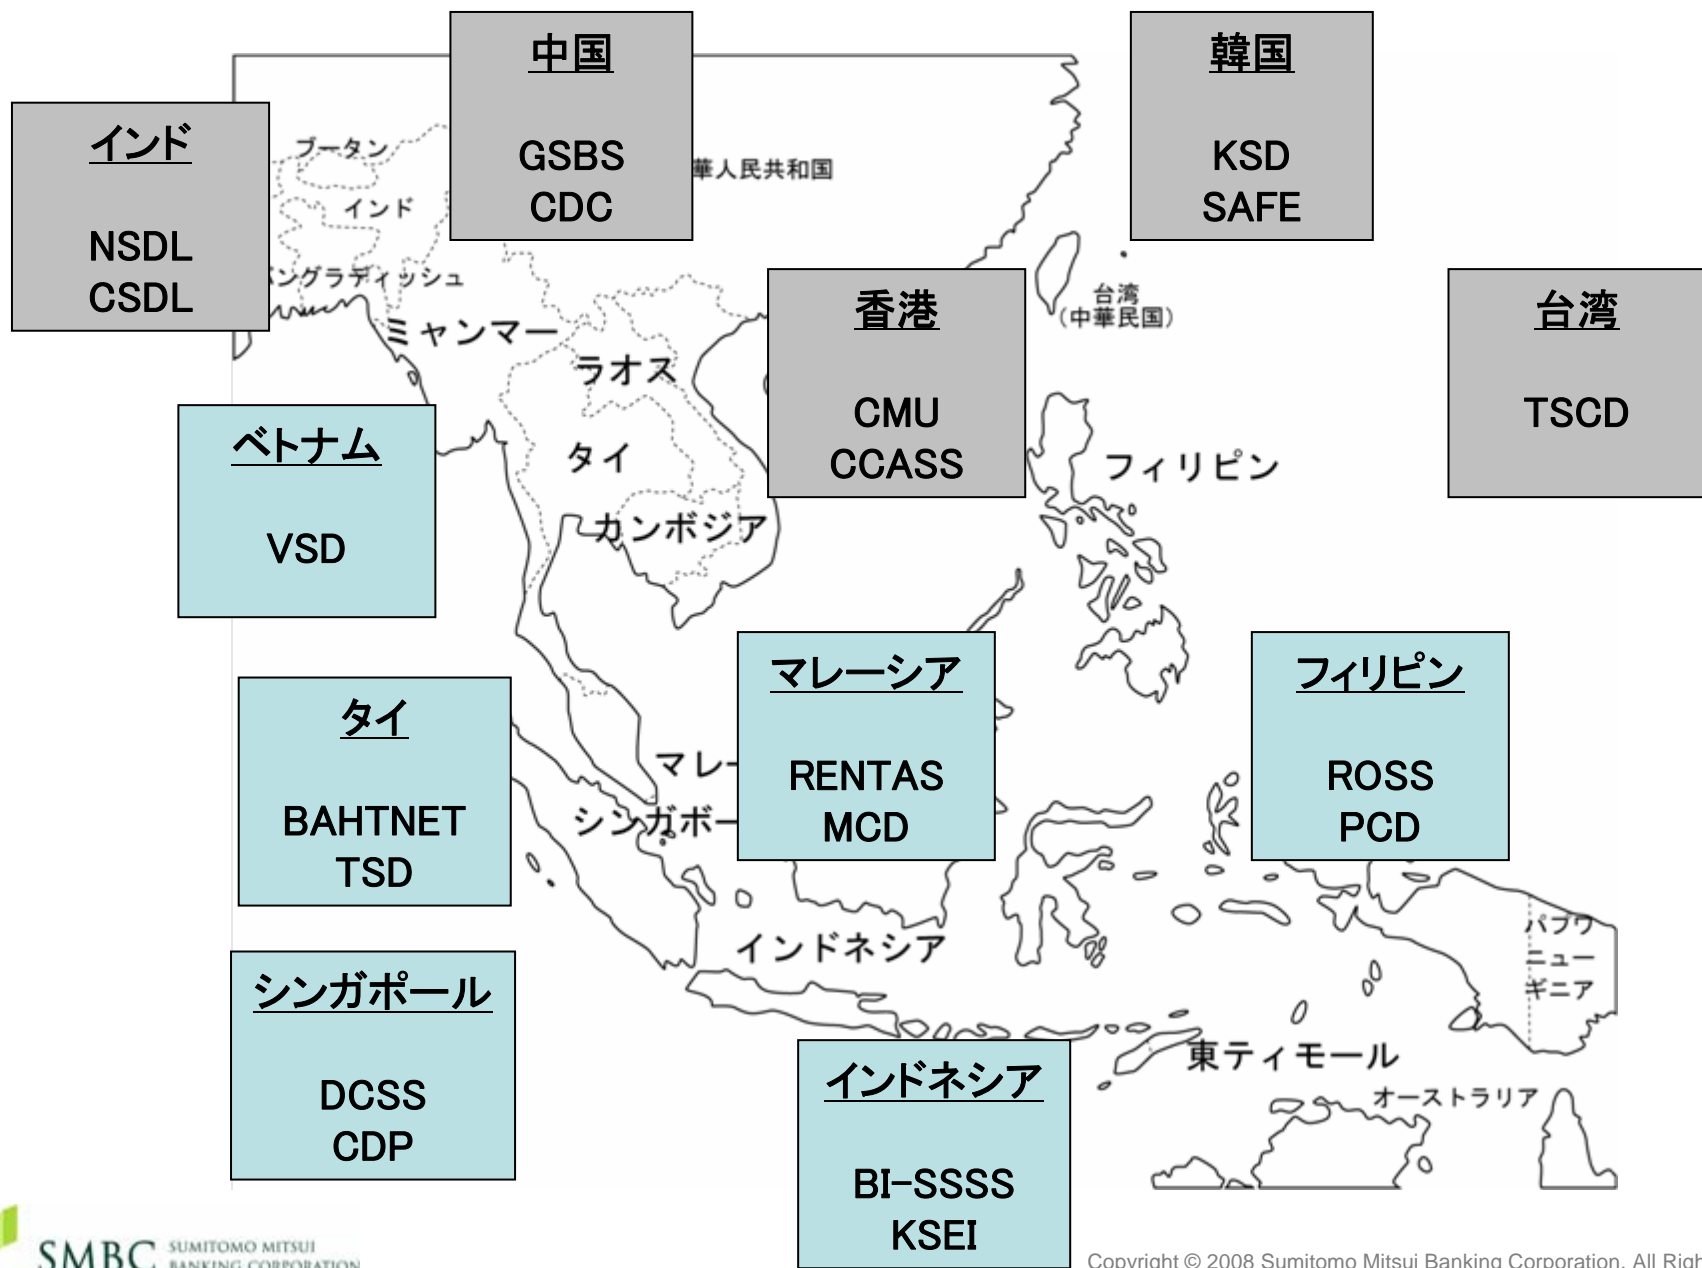 中国
GSBS
CDC
韓国
KSD
SAFE
インド
NSDL
CSDL
ブータン
インド
ングラディッシュ
華人民共和国
香港
CMU
CCASS
台湾
(中華民国)
台湾
TSCD
ミャンマー
ラオス
タイ
カンボジア
フィリピン
ベトナム
VSD
マレーシア
RENTAS
MCD
フィリピン
ROSS
PCD
タイ
BAHTNET
TSD
マレー
シンガポー
インドネシア
パプワ
ニュー
ギニア
シンガポール
DCSS
CDP
インドネシア
BI-SSSS
KSEI
東ティモール
オーストラリア
SMBC
SUMITOMO MITSUI
BANKING CORPORATION
Copyright © 2008 Sumitomo Mitsui Banking Corporation. All Righ